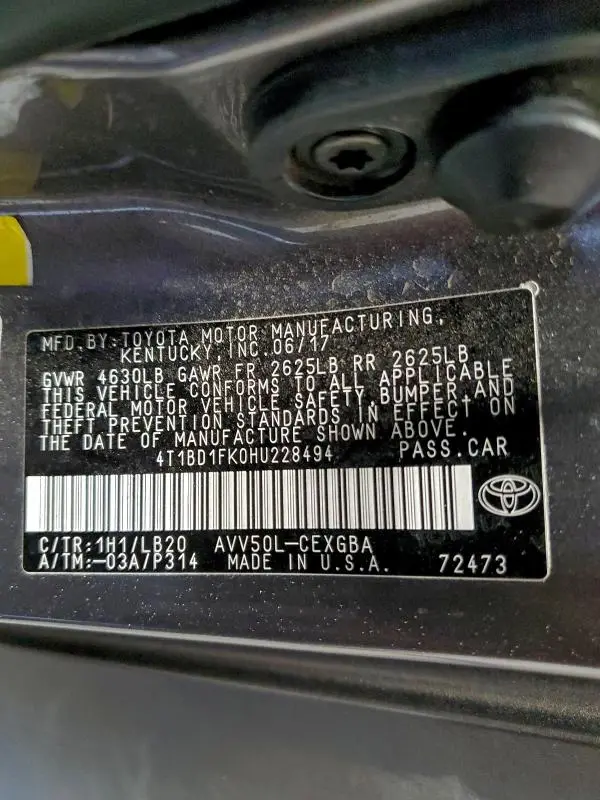 MFD.BY:TOYOTA MOTOR MANUFACTURING,
KENTUCKY, INC.06/17
GVWR 4630LB GAWR FR 2625LB RR 2625LB
THIS VEHICLE CONFORMS TO ALL APPLICABLE
FEDERAL MOTOR VEHICLE SAFETY,BUMPER,AND
THEFT PREVENTION STANDARDS IN EFFECT ON
THE DATE OF MANUFACTURE SHOWN ABOVE.
4T1BD1FK0HU228494 PASS.CAR
C/TR:1H1/LB20 AVV50L-CEXGBA
A/TM:-03A/P314 MADE IN U.S.A. 72473